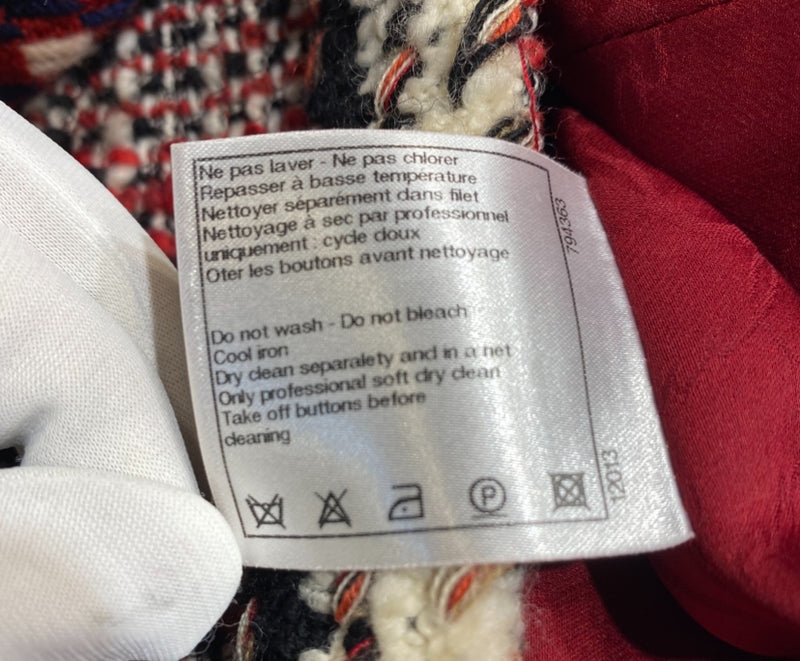 Ne pas laver - Ne pas chlorer
Repasser à basse température
Nettoyer séparément dans filet
Nettoyage à sec par professionnel
uniquement : cycle doux
Oter les boutons avant nettoyage
Do not wash - Do not bleach
Cool iron
Dry clean separalety and in a net
Only professional soft dry clean
Take off buttons before
cleaning
P
794363
12013